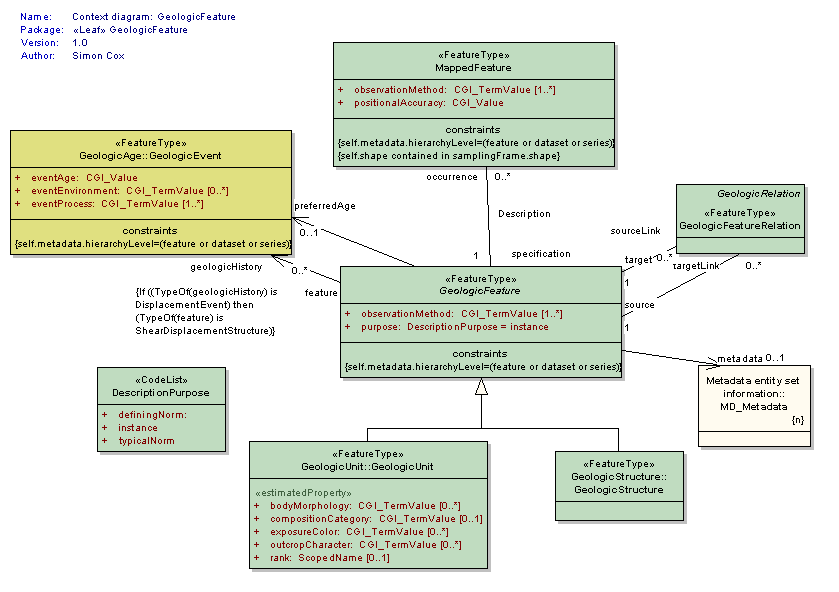 Name: Context diagram: GeologicFeature
Package: «Leaf» GeologicFeature
Version: 1.0
Author: Simon Cox
«FeatureType»
MappedFeature
+ observationMethod: CGI_TermValue [1..*]
+ positionalAccuracy: CGI_Value
constraints
{self.metadata.hierarchyLevel=(feature or dataset or series)}
{self.shape contained in samplingFrame.shape}
«FeatureType»
GeologicAge::GeologicEvent
+ eventAge: CGI_Value
+ eventEnvironment: CGI_TermValue [0..*]
+ eventProcess: CGI_TermValue [1..*]
constraints
{self.metadata.hierarchyLevel=(feature or dataset or series)}
occurrence 0..*
Description
1 specification
preferredAge
0..1
geologicHistory
0..*
feature
{If ((TypeOf(geologicHistory) is
DisplacementEvent) then
(TypeOf(feature) is
ShearDisplacementStructure)}
GeologicRelation
«FeatureType»
GeologicFeatureRelation
sourceLink
target 0..*
1
targetLink
0..*
source
1
«FeatureType»
GeologicFeature
+ observationMethod: CGI_TermValue [1..*]
+ purpose: DescriptionPurpose = instance
constraints
{self.metadata.hierarchyLevel=(feature or dataset or series)}
metadata 0..1
Metadata entity set
information::
MD_Metadata
{n}
«CodeList»
DescriptionPurpose
+ definingNorm:
+ instance
+ typicalNorm
«FeatureType»
GeologicUnit::GeologicUnit
«estimatedProperty»
+ bodyMorphology: CGI_TermValue [0..*]
+ compositionCategory: CGI_TermValue [0..1]
+ exposureColor: CGI_TermValue [0..*]
+ outcropCharacter: CGI_TermValue [0..*]
+ rank: ScopedName [0..1]
«FeatureType»
GeologicStructure::
GeologicStructure